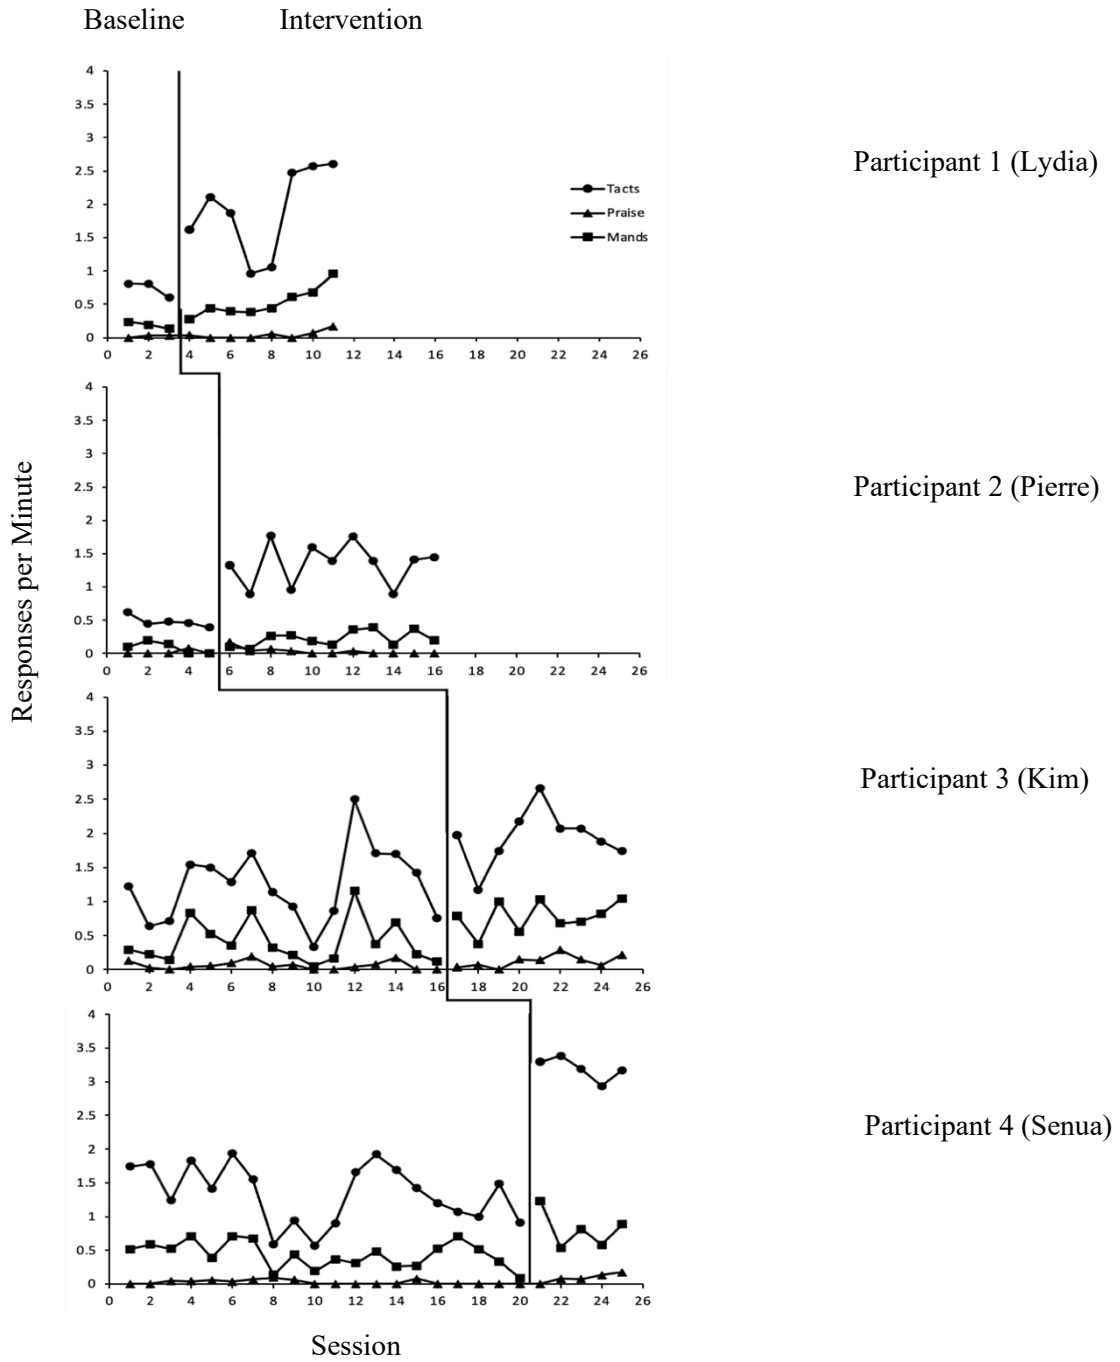 Baseline Intervention
4
3.5
3
2.5
2
1.5
1
0.5
0
0 2 4 6 8 10 12 14 16 18 20 22 24 26
Tacts
Praise
Mands
Participant 1 (Lydia)
4
3.5
3
2.5
2
1.5
1
0.5
0
0 2 4 6 8 10 12 14 16 18 20 22 24 26
Participant 2 (Pierre)
Responses per Minute
4
3.5
3
2.5
2
1.5
1
0.5
0
0 2 4 6 8 10 12 14 16 18 20 22 24 26
Participant 3 (Kim)
4
3.5
3
2.5
2
1.5
1
0.5
0
0 2 4 6 8 10 12 14 16 18 20 22 24 26
Participant 4 (Senua)
Session